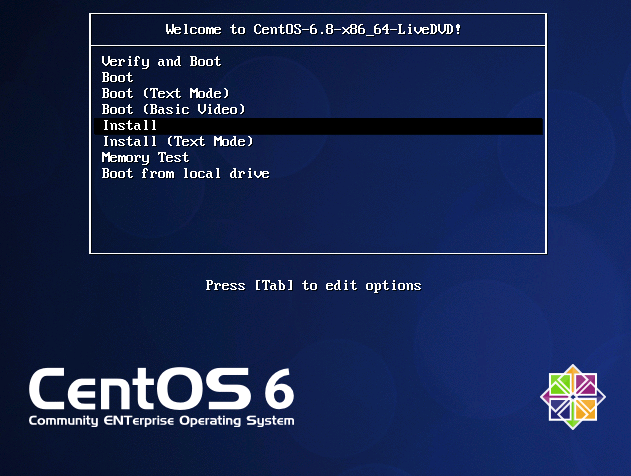 Welcome to CentOS-6.8-x86_64-LiveDVD!
Verify and Boot
Boot
Boot (Text Mode)
Boot (Basic Video)
Install
Install (Text Mode)
Memory Test
Boot from local drive
Press [Tab] to edit options
CentOS 6
Community ENTerprise Operating System